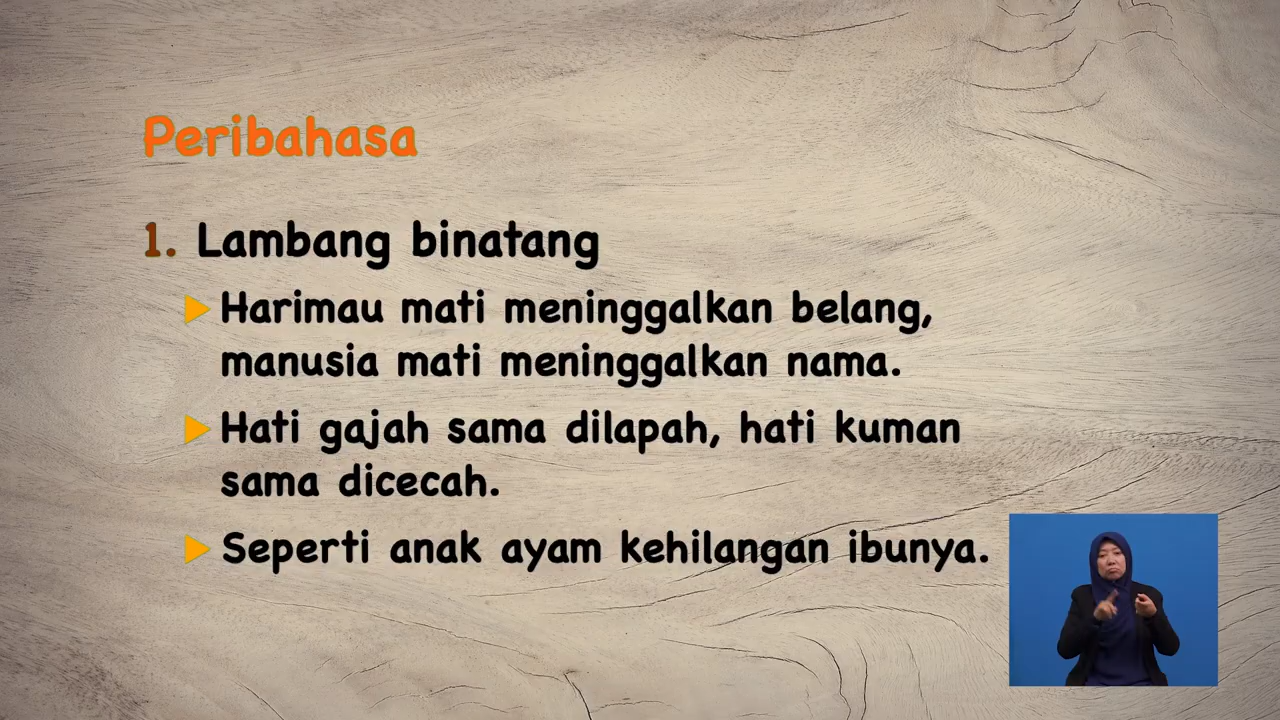 Peribahasa
1. Lambang binatang
Harimau mati meninggalkan belang,
manusia mati meninggalkan nama.
Hati gajah sama dilapah, hati kuman
sama dicecah.
Seperti anak ayam kehilangan ibunya.